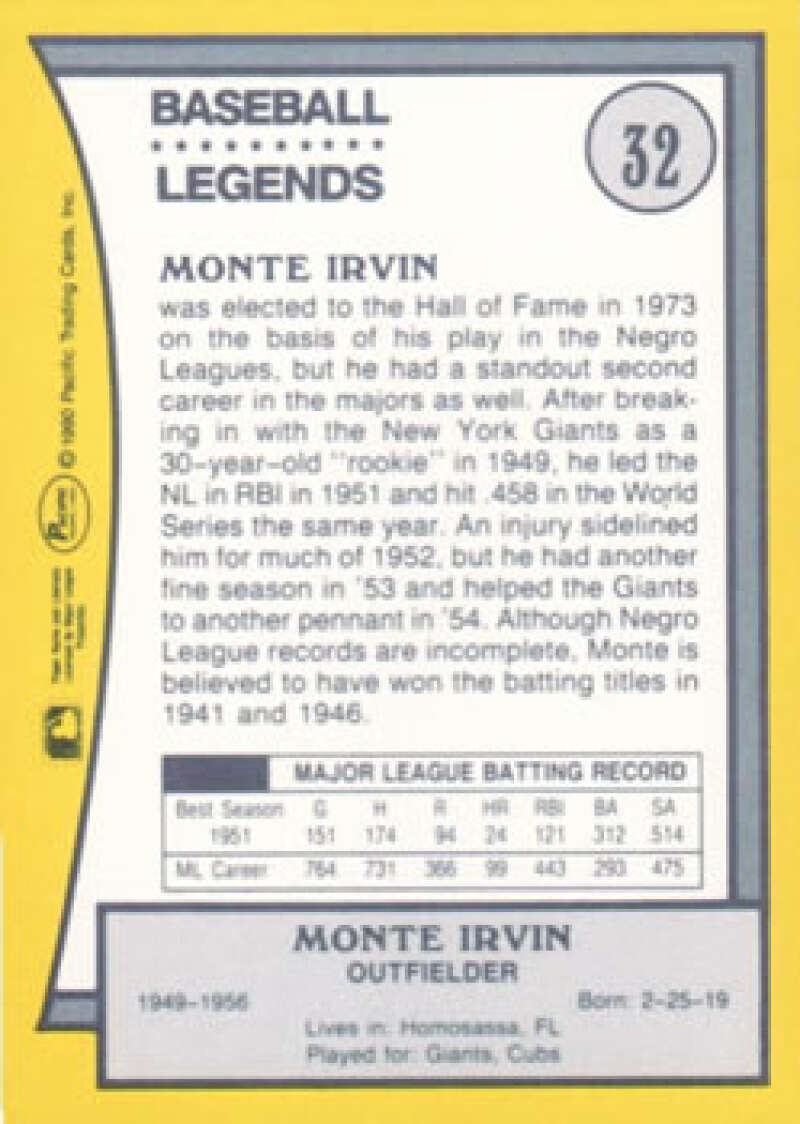 BASEBALL
LEGENDS
32
MONTE IRVIN
was elected to the Hall of Fame in 1973
on the basis of his play in the Negro
Leagues, but he had a standout second
career in the majors as well. After break-
ing in with the New York Giants as a
30-year-old "rookie" in 1949, he led the
NL in RBI in 1951 and hit .458 in the World
Series the same year. An injury sidelined
him for much of 1952, but he had another
fine season in '53 and helped the Giants
to another pennant in '54. Although Negro
League records are incomplete, Monte is
believed to have won the batting titles in
1941 and 1946.
MAJOR LEAGUE BATTING RECORD
Best Season G H R HR RBI BA SA
1951 151 174 94 24 121 .312 .514
ML Career 764 731 366 99 443 .293 .475
MONTE IRVIN
OUTFIELDER
1949-1956 Born: 2-25-19
Lives in: Homosassa, FL
Played for: Giants, Cubs
© 1990 Pacific Trading Cards, Inc.
Pacific